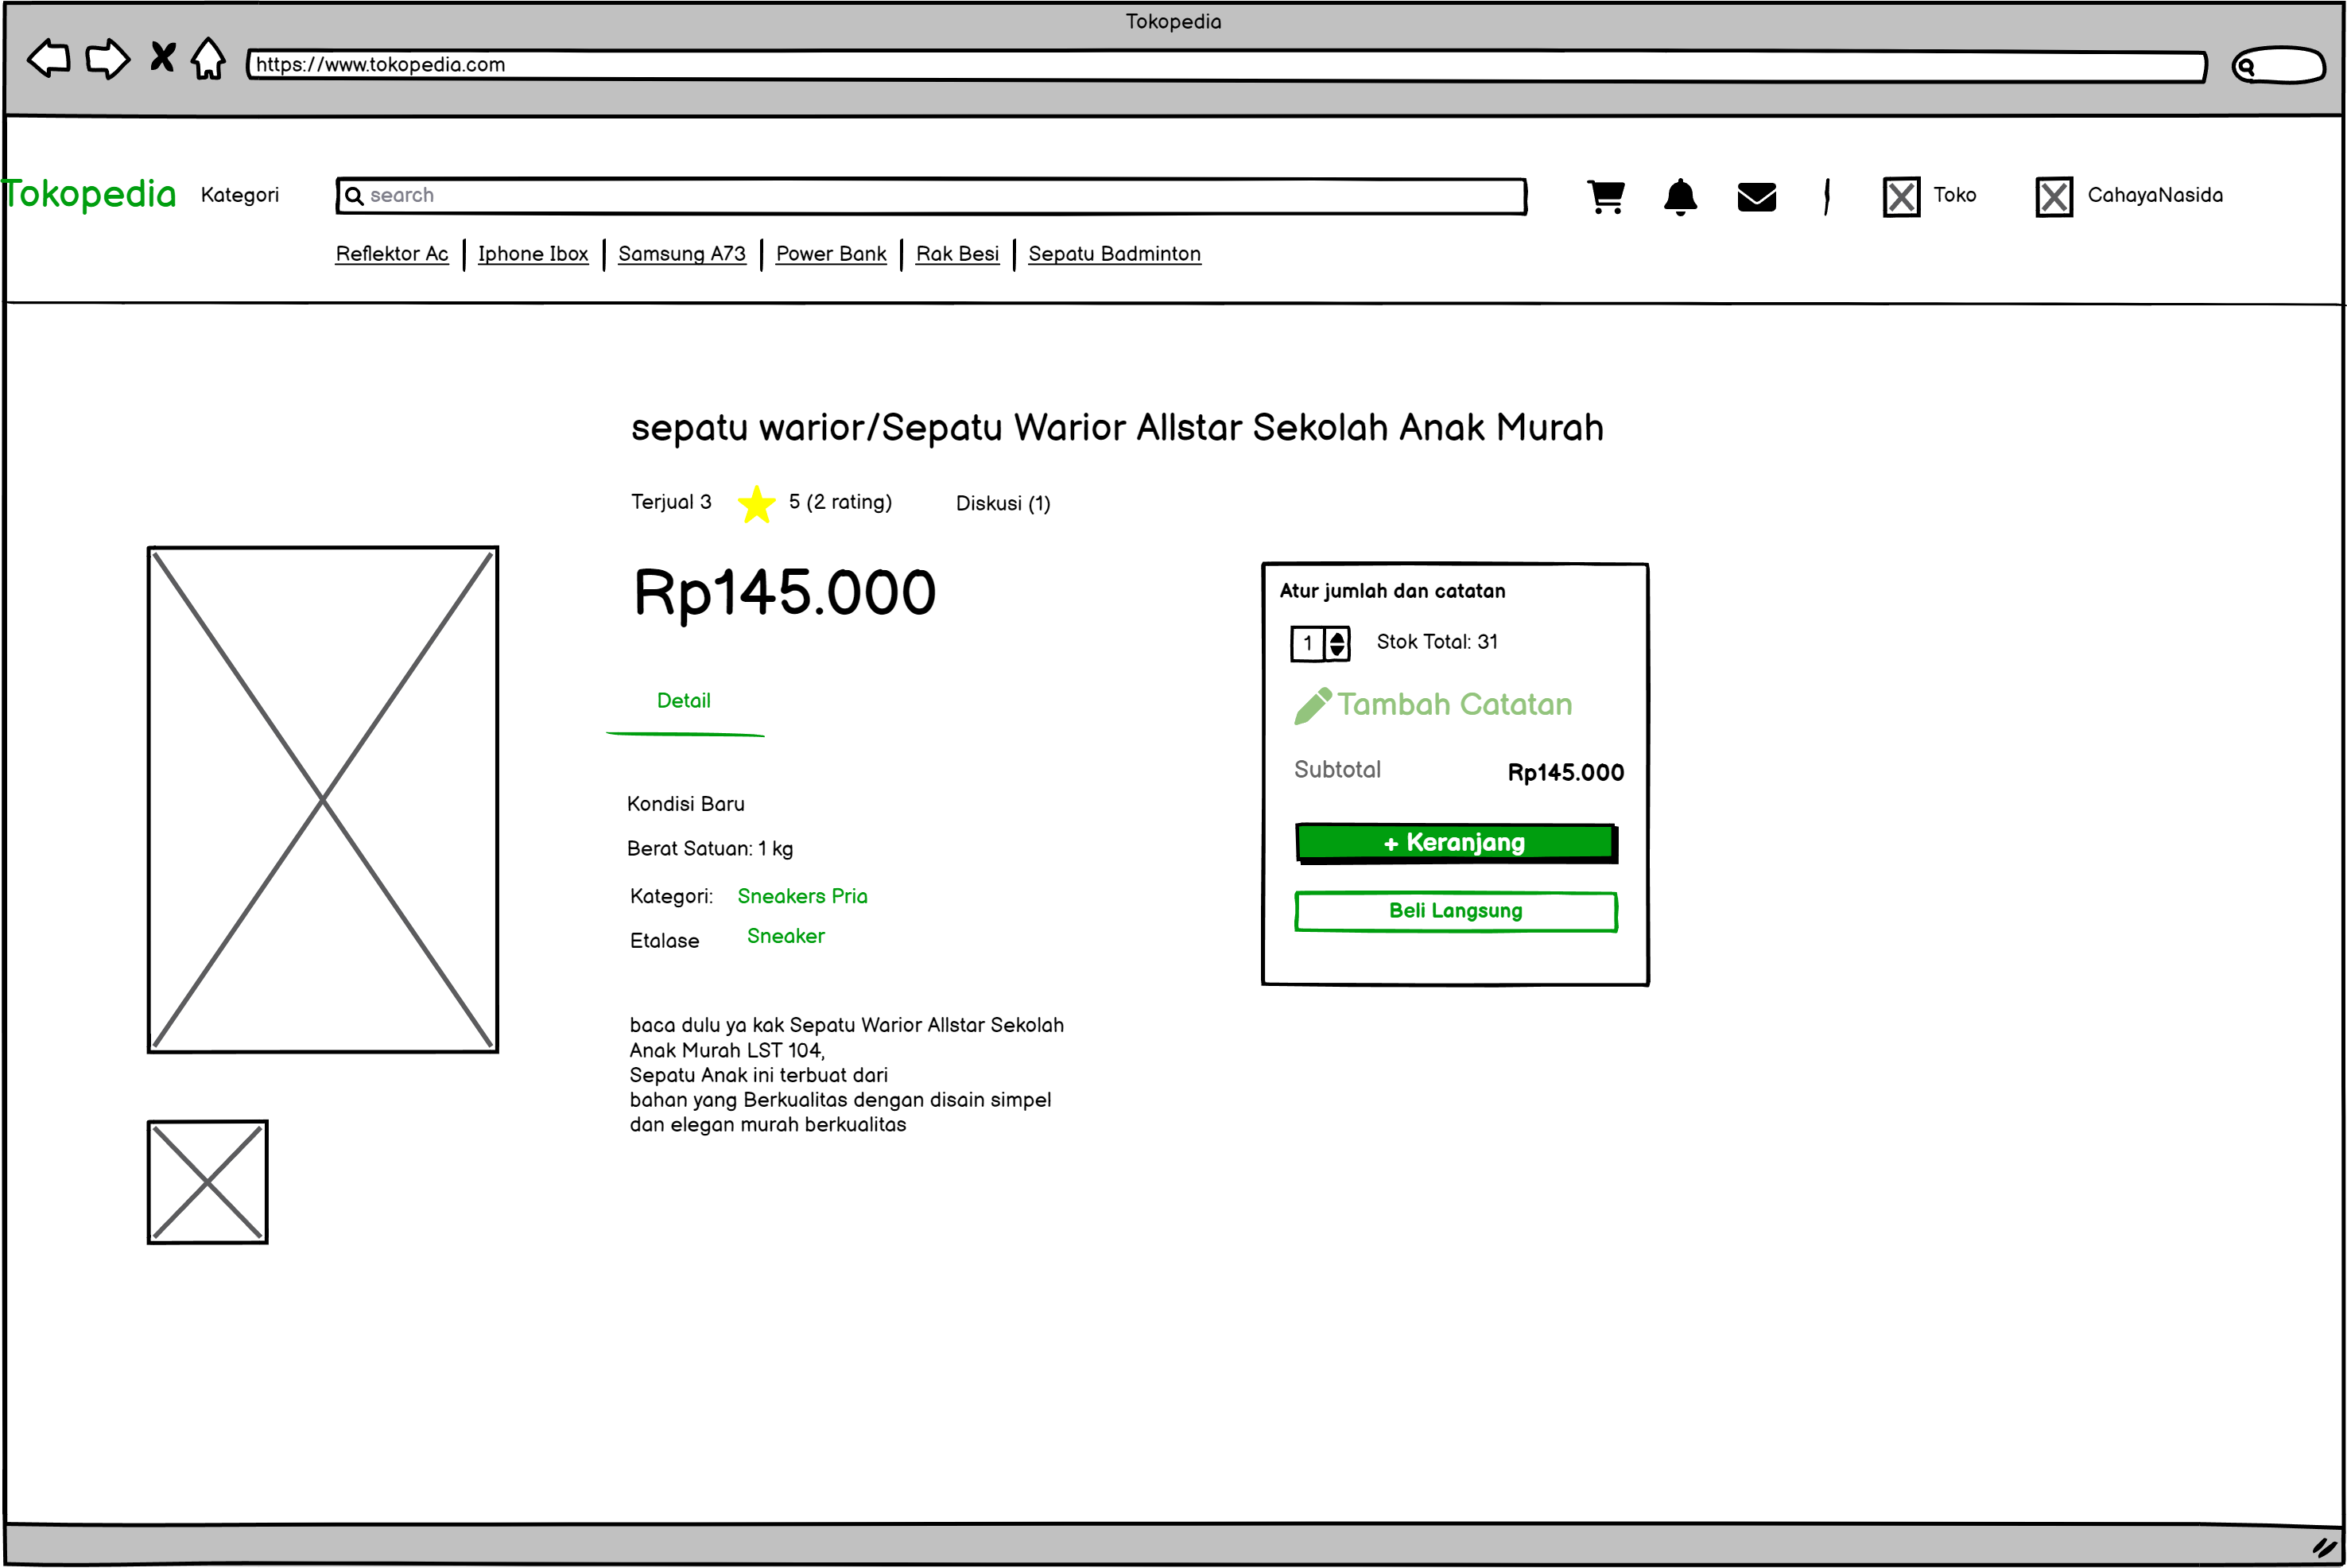 Tokopedia
https://www.tokopedia.com
Tokopedia Kategori search Toko CahayaNasida
Reflektor Ac Iphone Ibox Samsung A73 Power Bank Rak Besi Sepatu Badminton
sepatu warior/Sepatu Warior Allstar Sekolah Anak Murah
Terjual 3 5 (2 rating) Diskusi (1)
Rp145.000
Detail
Kondisi Baru
Berat Satuan: 1 kg
Kategori: Sneakers Pria
Etalase Sneaker
baca dulu ya kak Sepatu Warior Allstar Sekolah
Anak Murah LST 104,
Sepatu Anak ini terbuat dari
bahan yang Berkualitas dengan disain simpel
dan elegan murah berkualitas
Atur jumlah dan catatan
1 Stok Total: 31
Tambah Catatan
Subtotal Rp145.000
+ Keranjang
Beli Langsung